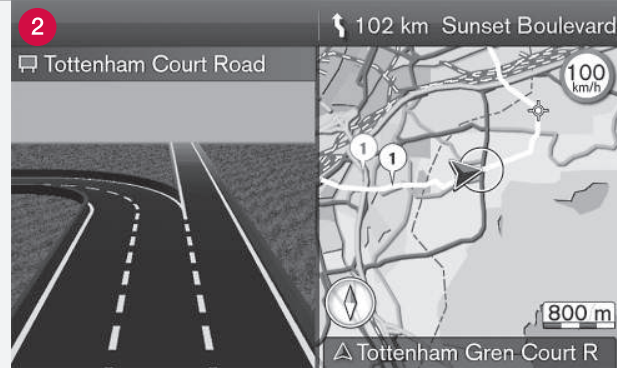 2
Tottenham Court Road
102 km Sunset Boulevard
100
km/h
1
1
800 m
Tottenham Gren Court R